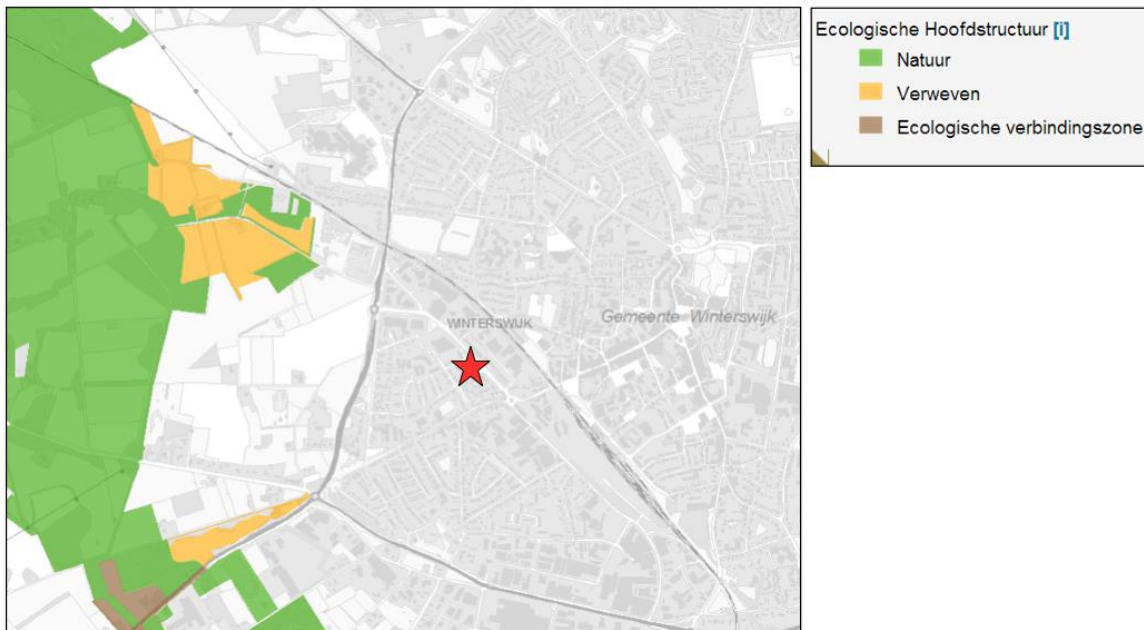 Ecologische Hoofdstructuur [i]
Natuur
Verweven
Ecologische verbindingszone
WINTERSWIJK
Gemeente Winterswijk